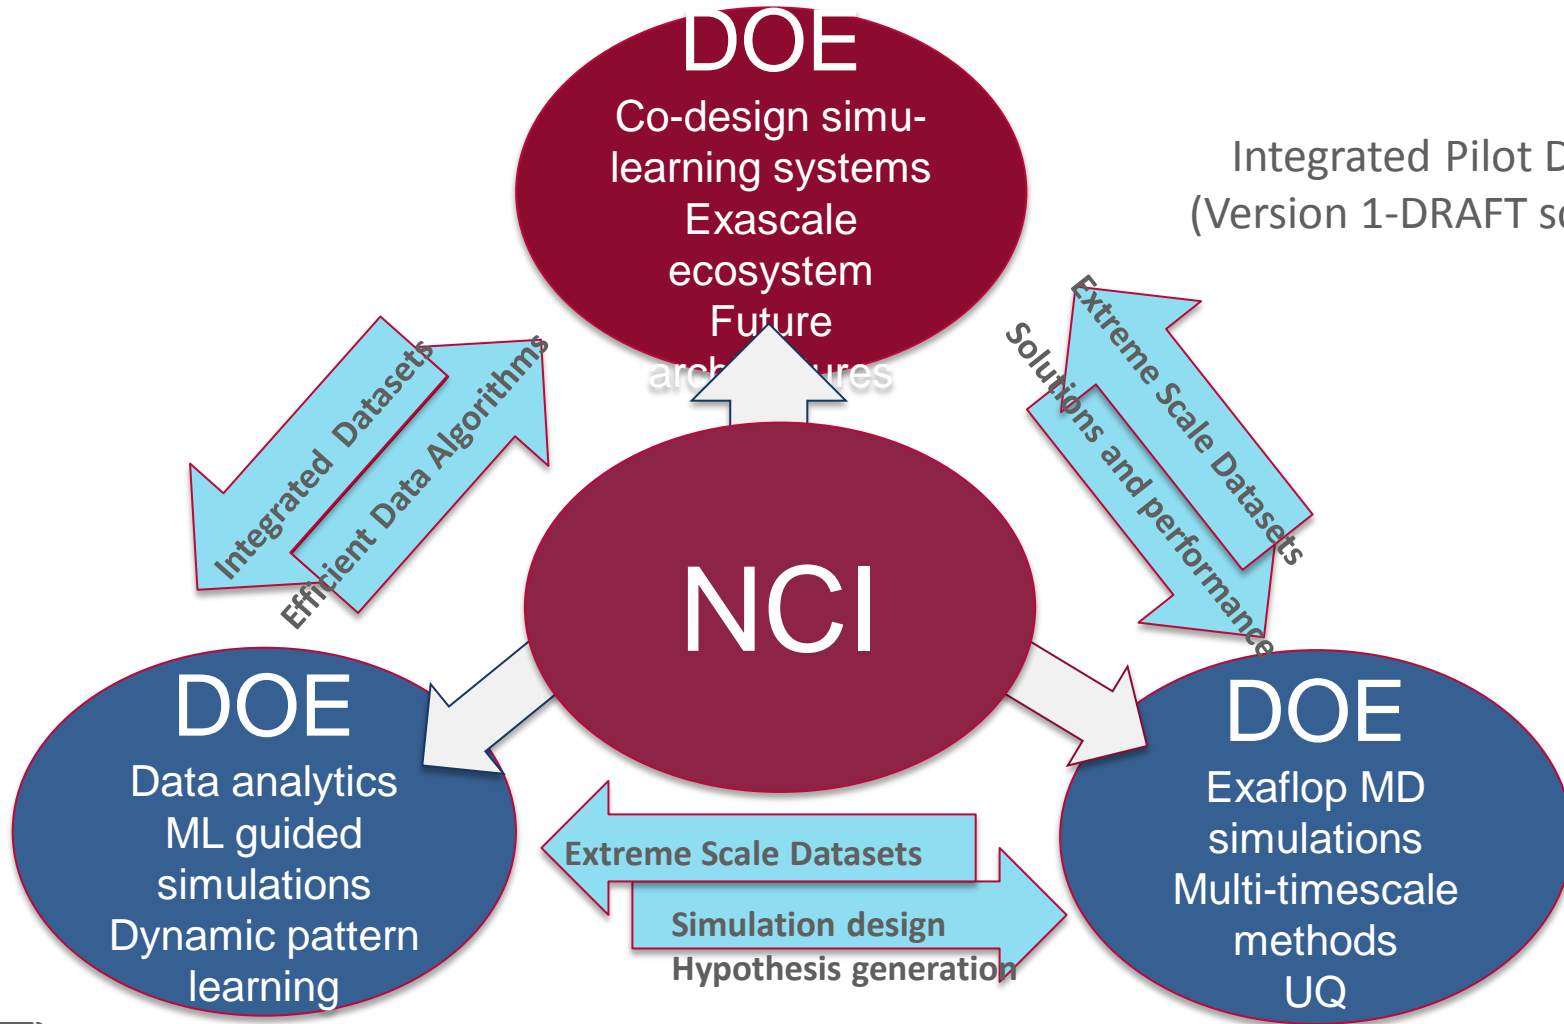 DOE
Co-design simu-
learning systems
Exascale
ecosystem
Future
Integrated Pilot
(Version 1-DRAFT
Integrated Datasets
Efficient Data Algorithms
Extreme Scale Datasets
Solutions and performance
NCI
DOE
Data analytics
ML guided
simulations
Dynamic pattern
learning
Extreme Scale Datasets
Simulation design
Hypothesis generation
DOE
Exaflop MD
simulations
Multi-timescale
methods
UQ